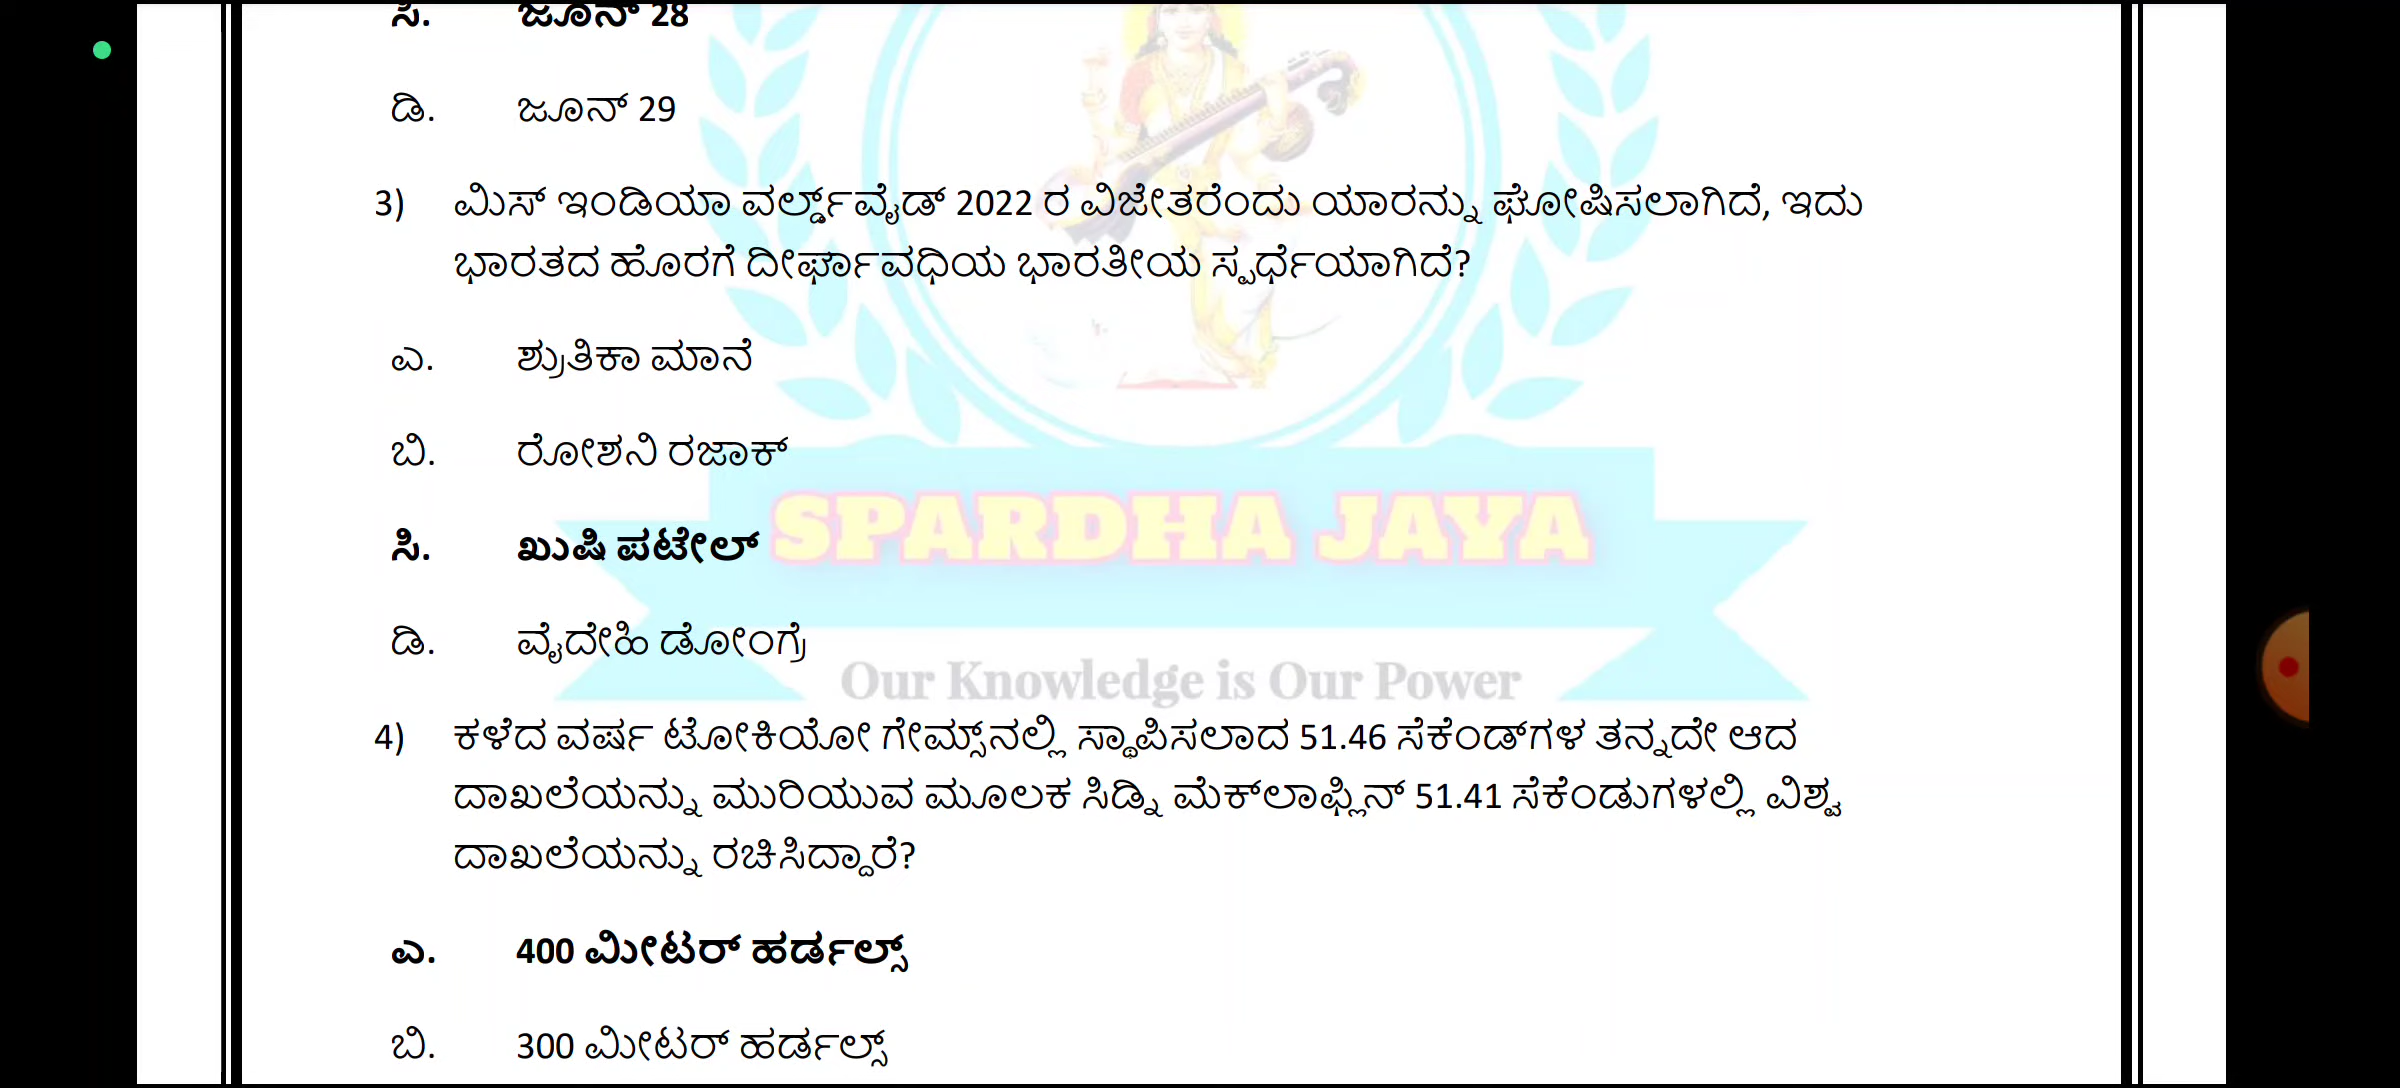 ಸಿ. ಜೂನ್ 28
ಡಿ. ಜೂನ್ 29
3) ಮಿಸ್ ಇಂಡಿಯಾ ವರ್ಲ್ಡ್‌ವೈಡ್ 2022 ರ ವಿಜೇತರೆಂದು ಯಾರನ್ನು ಘೋಷಿಸಲಾಗಿದೆ, ಇದು
ಭಾರತದ ಹೊರಗೆ ದೀರ್ಘಾವಧಿಯ ಭಾರತೀಯ ಸ್ಪರ್ಧೆಯಾಗಿದೆ?
ಎ. ಶ್ರುತಿಕಾ ಮಾನೆ
ಬಿ. ರೋಶನಿ ರಜಾಕ್
ಸಿ. ಖುಷಿ ಪಟೇಲ್
SPARDHA JAYA
ಡಿ. ವೈದೇಹಿ ಡೋಂಗ್ರೆ
Our Knowledge is Our Power
4) ಕಳೆದ ವರ್ಷ ಟೋಕಿಯೋ ಗೇಮ್ಸ್‌ನಲ್ಲಿ ಸ್ಥಾಪಿಸಲಾದ 51.46 ಸೆಕೆಂಡ್‌ಗಳ ತನ್ನದೇ ಆದ
ದಾಖಲೆಯನ್ನು ಮುರಿಯುವ ಮೂಲಕ ಸಿಡ್ನಿ ಮೆಕ್‌ಲಾಫ್ಲಿನ್ 51.41 ಸೆಕೆಂಡುಗಳಲ್ಲಿ ವಿಶ್ವ
ದಾಖಲೆಯನ್ನು ರಚಿಸಿದ್ದಾರೆ?
ಎ. 400 ಮೀಟರ್ ಹರ್ಡಲ್ಸ್
ಬಿ. 300 ಮೀಟರ್ ಹರ್ಡಲ್ಸ್